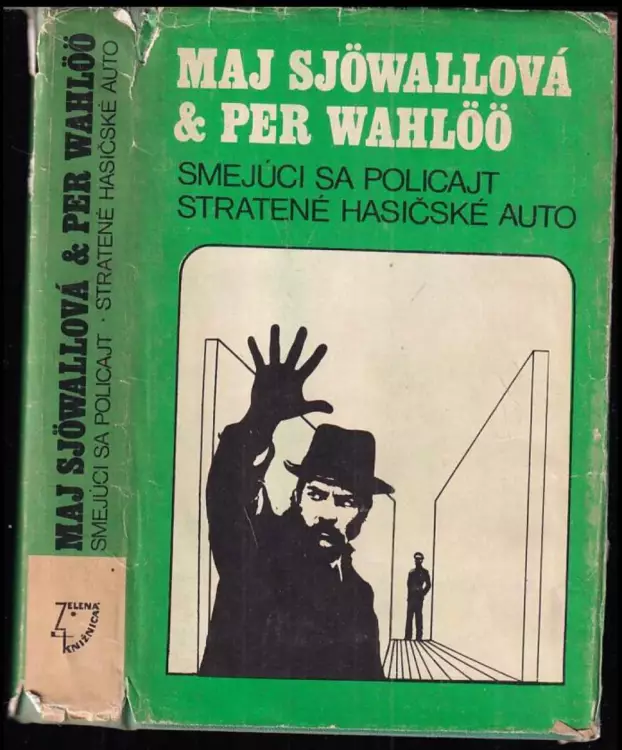 MAJ SJÖWALLOVÁ
& PER WAHLÖÖ
SMEJÚCI SA POLICAJT
STRATENÉ HASIČSKÉ AUTO
MAJ SJÖWALLOVÁ & PER WAHLÖÖ
SMEJÚCI SA POLICAJT · STRATENÉ HASIČSKÉ AUTO
ZELENÁ
KNIŽNICA